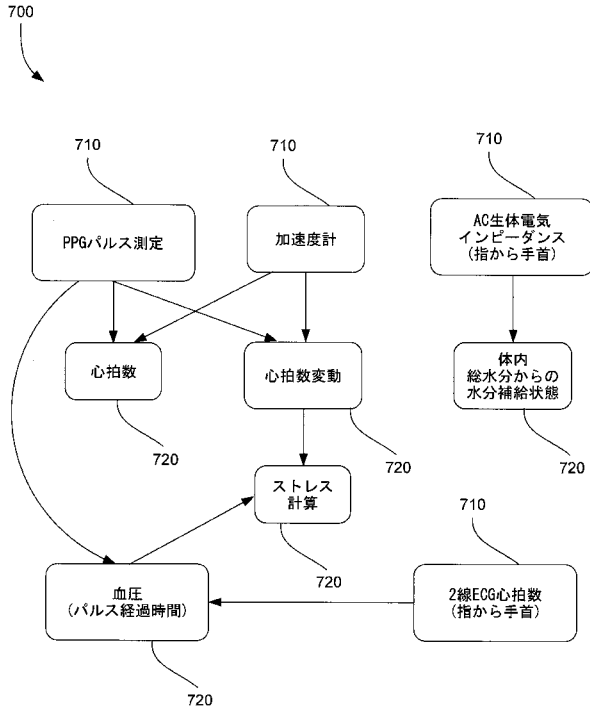 700
710
710
710
PPGパルス測定
加速度計
AC生体電気
インピーダンス
(指から手首)
心拍数
心拍数変動
体内
総水分からの
水分補給状態
720
720
720
ストレス
計算
720
710
血圧
(パルス経過時間)
2線ECG心拍数
(指から手首)
720